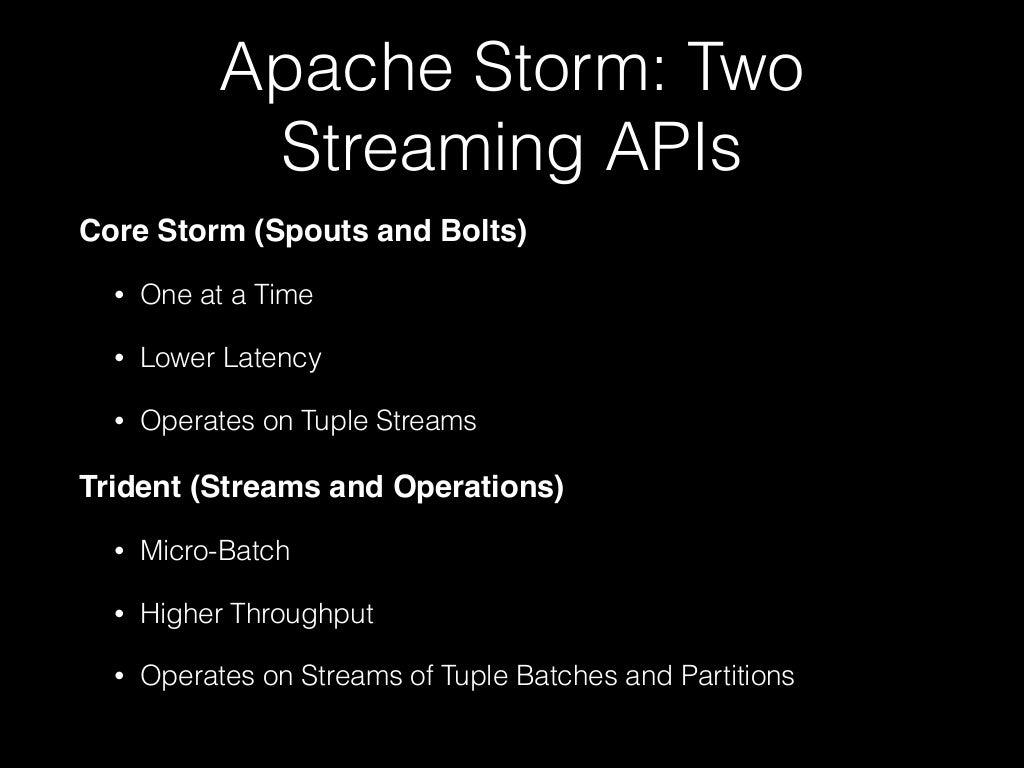 Apache Storm: Two
Streaming APIs
Core Storm (Spouts and Bolts)
• One at a Time
• Lower Latency
• Operates on Tuple Streams
Trident (Streams and Operations)
• Micro-Batch
• Higher Throughput
• Operates on Streams of Tuple Batches and Partitions